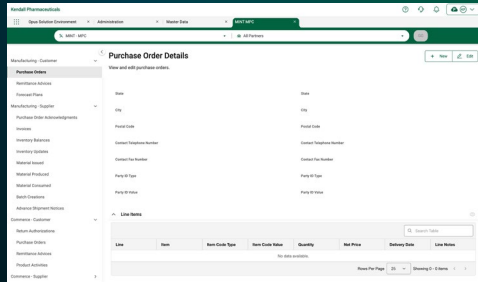 Kendall Pharmaceuticals
Opus Solution Environment
Administration
Master Data
MINT MFC
MINT - MFC
All Partners
Manufacturing - Customer
Purchase Orders
Remittance Advices
Forecast Plans
Manufacturing - Supplier
Purchase Order Acknowledgments
Invoices
Inventory Balances
Inventory Updates
Material Issued
Material Produced
Material Consumed
Batch Creations
Advance Shipment Notices
Commerce - Customer
Return Authorizations
Purchase Orders
Remittance Advices
Product Activities
Commerce - Supplier
Purchase Order Details
+ New
Edit
View and edit purchase orders.
State State
City City
Postal Code Postal Code
Contact Telephone Number Contact Telephone Number
Contact Fax Number Contact Fax Number
Party ID Type Party ID Type
Party ID Value Party ID Value
Line Items
Search Table
Line Item Item Code Type Item Code Value Quantity Net Price Delivery Date Line Notes
No data available.
Rows Per Page 20 Showing 0 - 0 Items